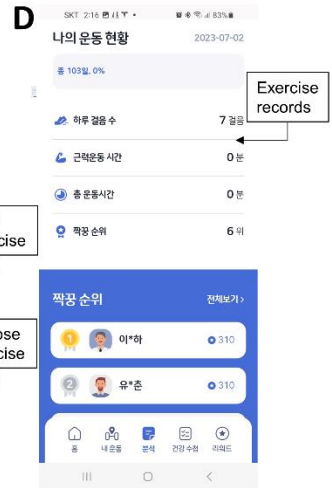 D
SKT 2:16
83%
나의 운동 현황
2023-07-02
총 103일, 0%
Exercise
records
하루 걸음 수
7 걸음
근력운동 시간
0 분
총 운동시간
0 분
짝꿍 순위
6 위
cise
ose
cise
짝꿍 순위
전체보기 >
1
이*하
310
2
유*춘
310
홈
내 운동
분석
건강 수첩
리워드